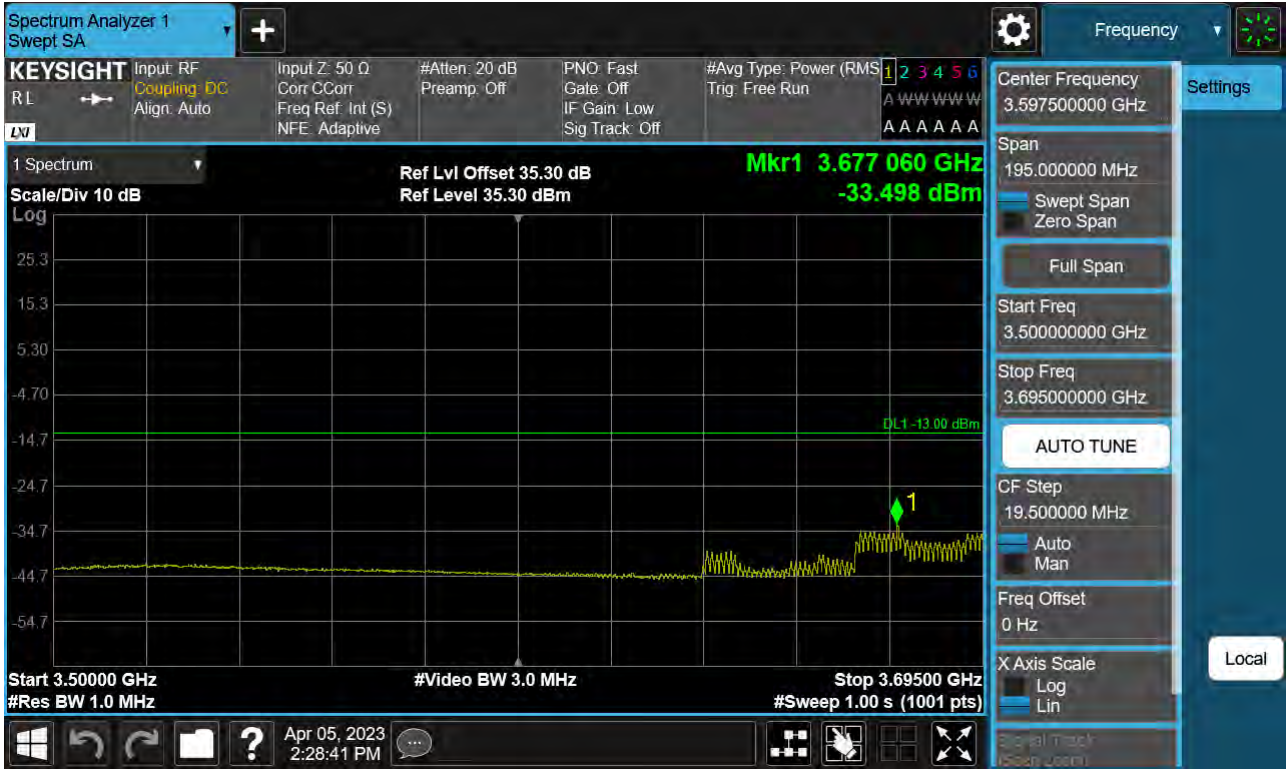 Spectrum Analyzer 1
Swept SA
+
Frequency
KEYSIGHT
RL
LXI
Input: RF
Coupling: DC
Align: Auto
Input Z: 50 Ω
Corr CCorr
Freq Ref: Int (S)
NFE: Adaptive
#Atten: 20 dB
Preamp: Off
PNO: Fast
Gate: Off
IF Gain: Low
Sig Track: Off
#Avg Type: Power (RMS
Trig: Free Run
1 2 3 4 5 6
A W W W W W
A A A A A A
1 Spectrum
Scale/Div 10 dB
Log
Ref Lvl Offset 35.30 dB
Ref Level 35.30 dBm
Mkr1 3.677 060 GHz
-33.498 dBm
25.3
15.3
5.30
-4.70
-14.7
-24.7
-34.7
-44.7
-54.7
DL1 -13.00 dBm
1
Start 3.50000 GHz
#Res BW 1.0 MHz
#Video BW 3.0 MHz
Stop 3.69500 GHz
#Sweep 1.00 s (1001 pts)
Center Frequency
3.597500000 GHz
Span
195.000000 MHz
Swept Span
Zero Span
Full Span
Start Freq
3.500000000 GHz
Stop Freq
3.695000000 GHz
AUTO TUNE
CF Step
19.500000 MHz
Auto
Man
Freq Offset
0 Hz
X Axis Scale
Log
Lin
Signal Track
(Span Zoom)
Settings
Local
?
Apr 05, 2023
2:28:41 PM